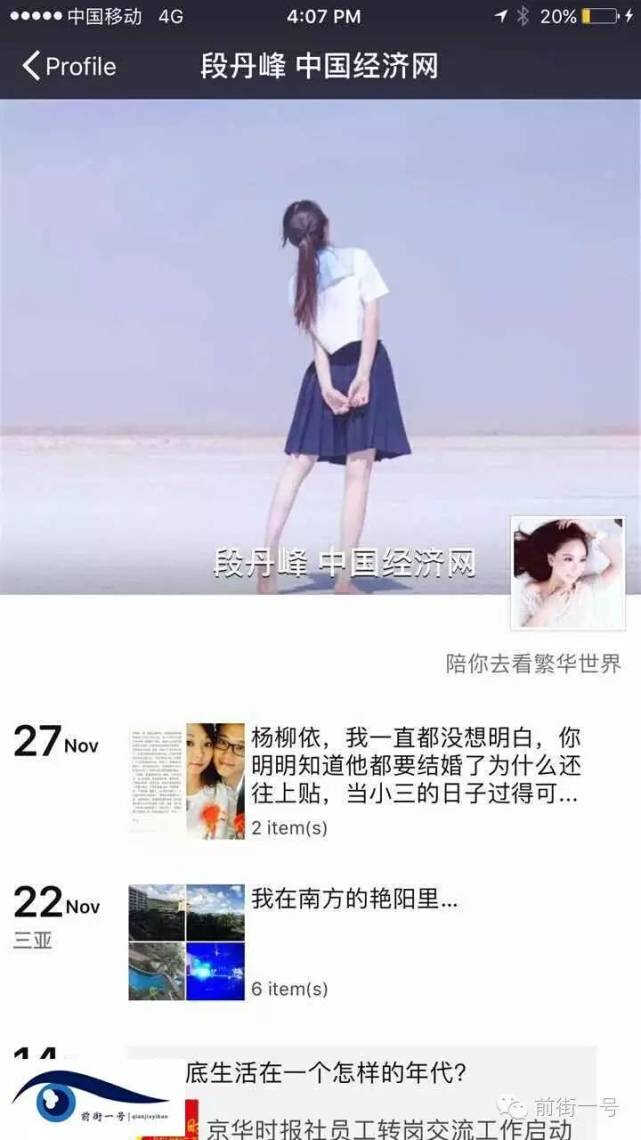 中国移动 4G 4:07 PM 20%
Profile 段丹峰 中国经济网
段丹峰 中国经济网
陪你去看繁华世界
27 Nov
杨柳依，我一直都没想明白，你
明明知道他都要结婚了为什么还
往上贴，当小三的日子过得可...
2 item(s)
22 Nov
三亚
我在南方的艳阳里...
6 item(s)
底生活在一个怎样的年代?
京华时报社员工转岗交流工作启动
前街一号|qianjieyihao
前街一号